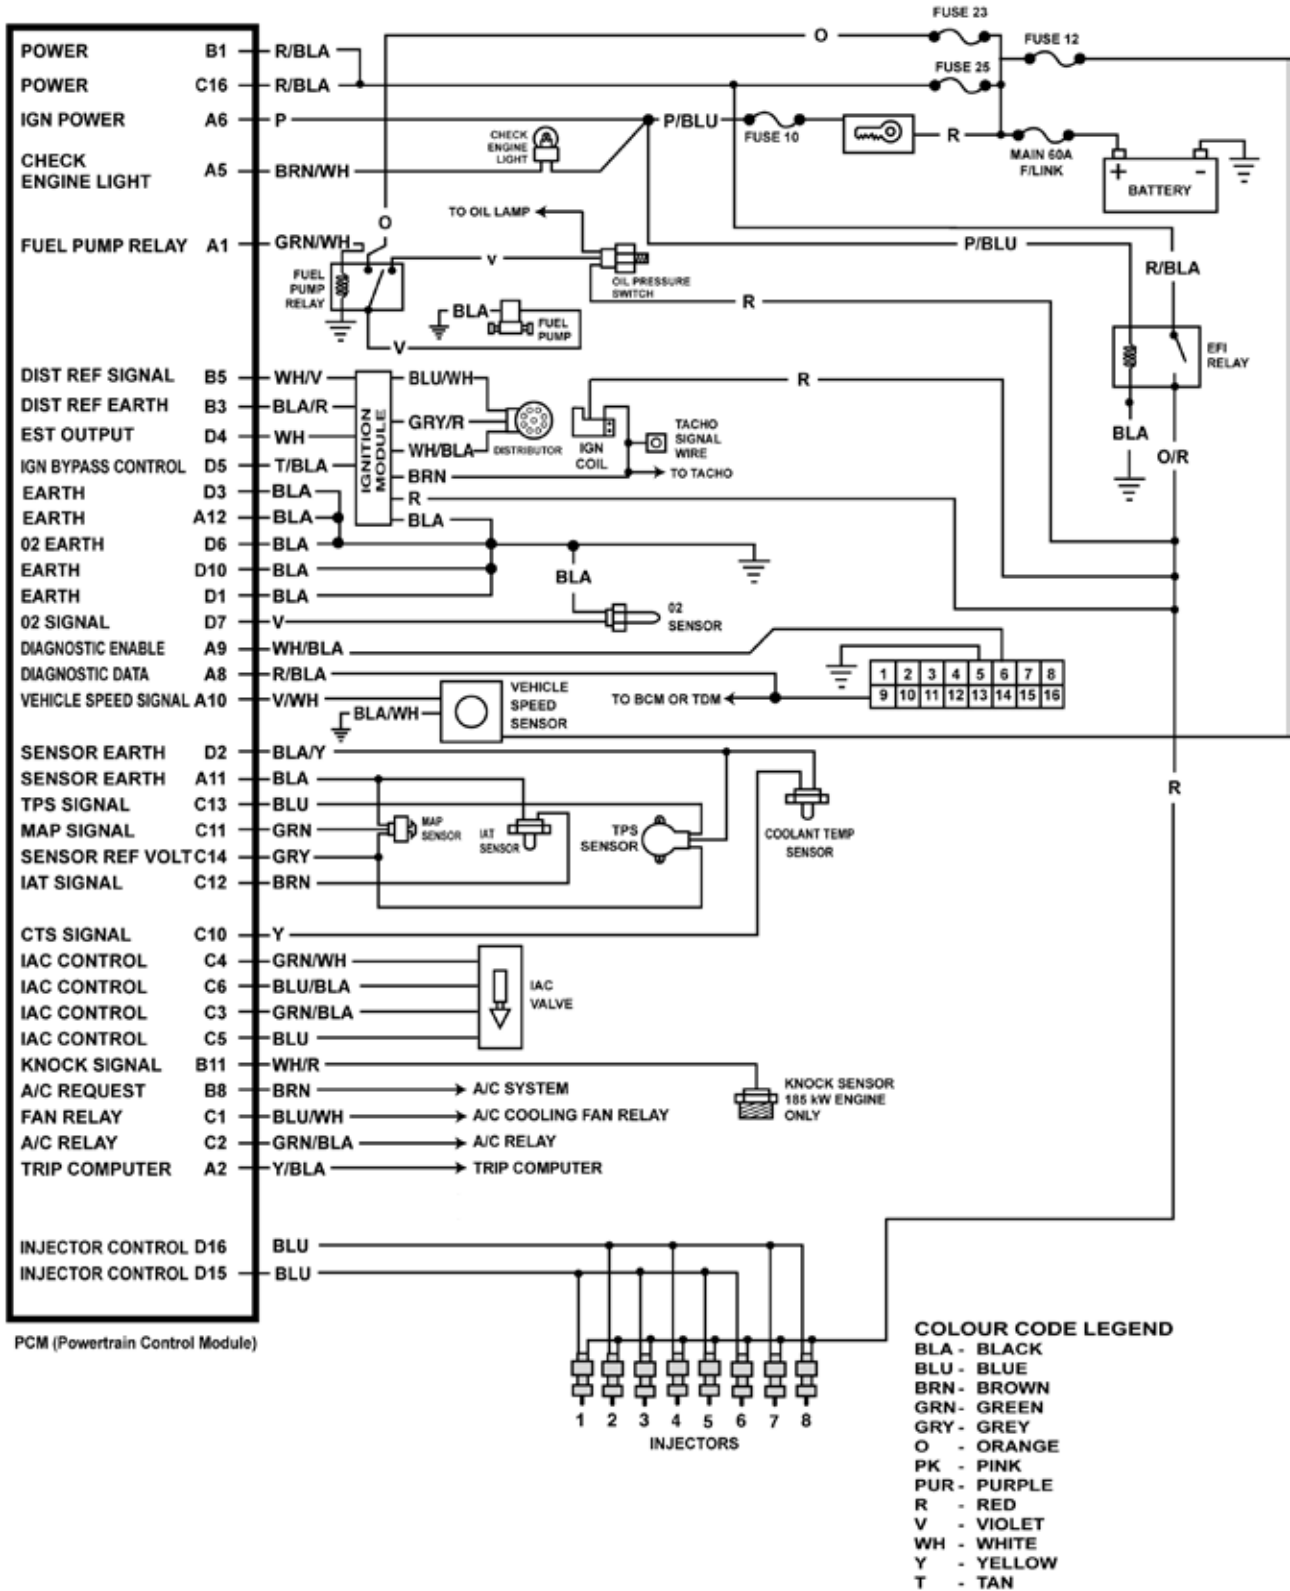 FUSE 23
O
FUSE 12
POWER B1 R/BLA
FUSE 25
POWER C16 R/BLA
IGN POWER A6 P
P/BLU
FUSE 10
R
MAIN 60A
F/LINK
CHECK
ENGINE
LIGHT
CHECK
ENGINE LIGHT A5 BRN/WH
+ -
BATTERY
TO OIL LAMP
O
FUEL PUMP RELAY A1 GRN/WH
P/BLU
V
R/BLA
FUEL
PUMP
RELAY
OIL PRESSURE
SWITCH
R
BLA
FUEL
PUMP
V
EFI
RELAY
DIST REF SIGNAL B5 WH/V
BLU/WH
R
DIST REF EARTH B3 BLA/R
GRY/R
EST OUTPUT D4 WH
WH/BLA
DISTRIBUTOR
IGN
COIL
TACHO
SIGNAL
WIRE
BLA
IGN BYPASS CONTROL D5 T/BLA
IGNITION
MODULE
BRN
TO TACHO
O/R
EARTH D3 BLA
R
EARTH A12 BLA
BLA
02 EARTH D6 BLA
EARTH D10 BLA
BLA
EARTH D1 BLA
02 SIGNAL D7 V
02
SENSOR
DIAGNOSTIC ENABLE A9 WH/BLA
DIAGNOSTIC DATA A8 R/BLA
1 2 3 4 5 6 7 8
9 10 11 12 13 14 15 16
VEHICLE SPEED SIGNAL A10 V/WH
BLA/WH
VEHICLE
SPEED
SENSOR
TO BCM OR TDM
SENSOR EARTH D2 BLA/Y
SENSOR EARTH A11 BLA
R
TPS SIGNAL C13 BLU
MAP SIGNAL C11 GRN
MAP
SENSOR
IAT
SENSOR
TPS
SENSOR
COOLANT TEMP
SENSOR
SENSOR REF VOLT C14 GRY
IAT SIGNAL C12 BRN
CTS SIGNAL C10 Y
IAC CONTROL C4 GRN/WH
IAC CONTROL C6 BLU/BLA
IAC
VALVE
IAC CONTROL C3 GRN/BLA
IAC CONTROL C5 BLU
KNOCK SIGNAL B11 WH/R
KNOCK SENSOR
185 kW ENGINE
ONLY
A/C REQUEST B8 BRN A/C SYSTEM
FAN RELAY C1 BLU/WH A/C COOLING FAN RELAY
A/C RELAY C2 GRN/BLA A/C RELAY
TRIP COMPUTER A2 Y/BLA TRIP COMPUTER
INJECTOR CONTROL D16 BLU
INJECTOR CONTROL D15 BLU
PCM (Powertrain Control Module)
1 2 3 4 5 6 7 8
INJECTORS
COLOUR CODE LEGEND
BLA - BLACK
BLU - BLUE
BRN - BROWN
GRN - GREEN
GRY - GREY
O - ORANGE
PK - PINK
PUR - PURPLE
R - RED
V - VIOLET
WH - WHITE
Y - YELLOW
T - TAN